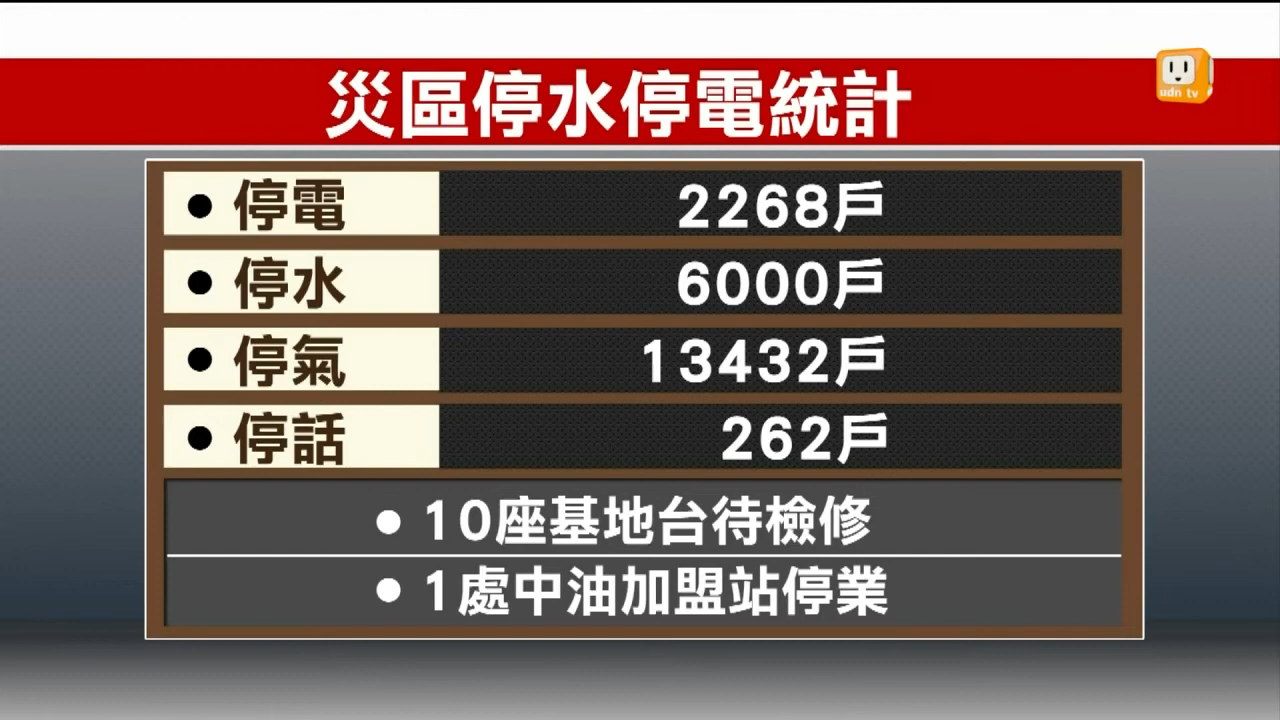 災區停水停電統計
udn tv
● 停電 2268戶
● 停水 6000戶
● 停氣 13432戶
● 停話 262戶
● 10座基地台待檢修
● 1處中油加盟站停業